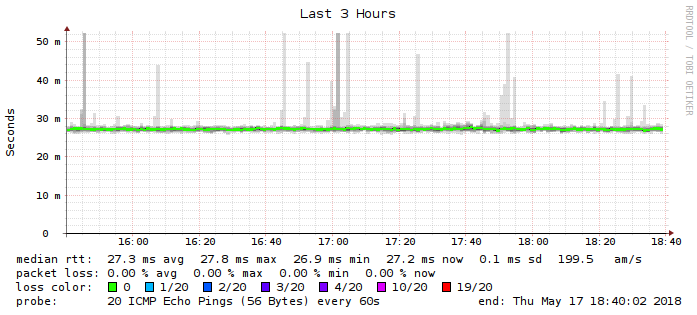 Last 3 Hours
RRDTOOL / TOBI OETIKER
Seconds
50 m
40 m
30 m
20 m
10 m
0
16:00 16:20 16:40 17:00 17:20 17:40 18:00 18:20 18:40
median rtt: 27.3 ms avg 27.8 ms max 26.9 ms min 27.2 ms now 0.1 ms sd 199.5 am/s
packet loss: 0.00 % avg 0.00 % max 0.00 % min 0.00 % now
loss color: 0 1/20 2/20 3/20 4/20 10/20 19/20
probe: 20 ICMP Echo Pings (56 Bytes) every 60s end: Thu May 17 18:40:02 2018